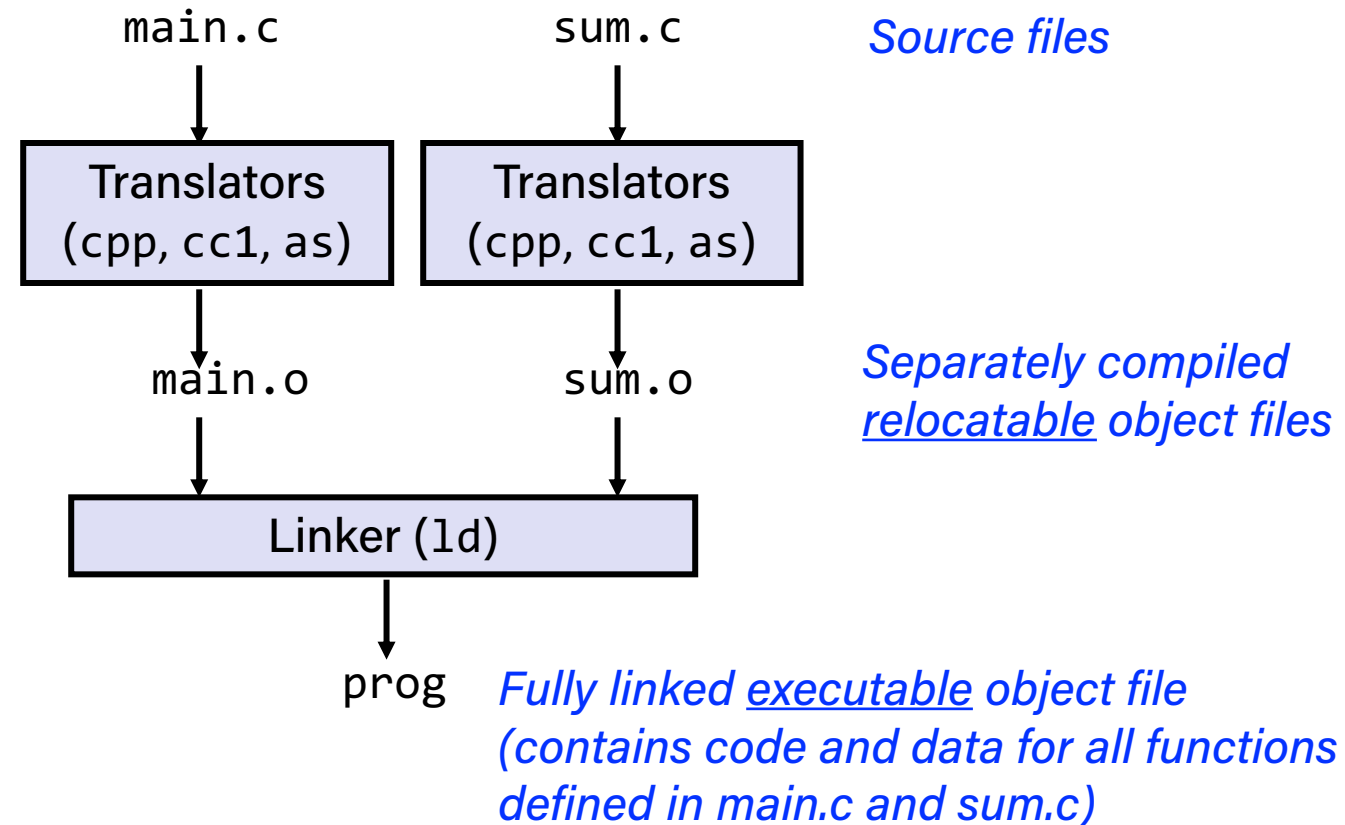 main.c sum.c Source files
Translators Translators
(cpp, cc1, as) (cpp, cc1, as)
main.o sum.o Separately compiled
relocatable object files
Linker (ld)
prog Fully linked executable object file
(contains code and data for all functions
defined in main.c and sum.c)